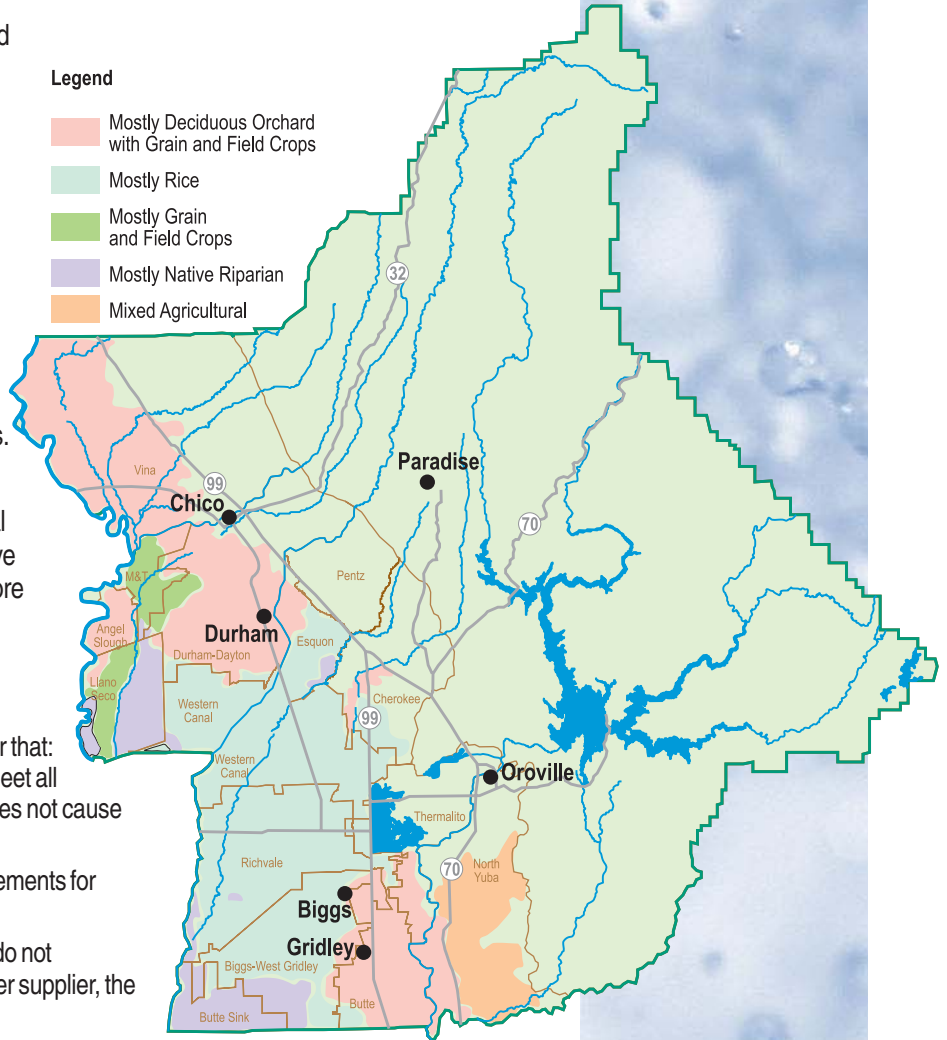 d
Legend
Mostly Deciduous Orchard
with Grain and Field Crops
Mostly Rice
Mostly Grain
and Field Crops
Mostly Native Riparian
Mixed Agricultural
32
s.
Paradise
Vina
99
Chico
al
70
ve
ore
M&T
Pentz
Angel
Slough
Durham
Esquon
Durham-Dayton
Llano
Seco
Western
Canal
Cherokee
99
r that:
Western
Canal
eet all
Oroville
es not cause
Thermalito
Richvale
70
North
Yuba
ements for
Biggs
do not
Gridley
Biggs-West Gridley
er supplier, the
Butte
Butte Sink